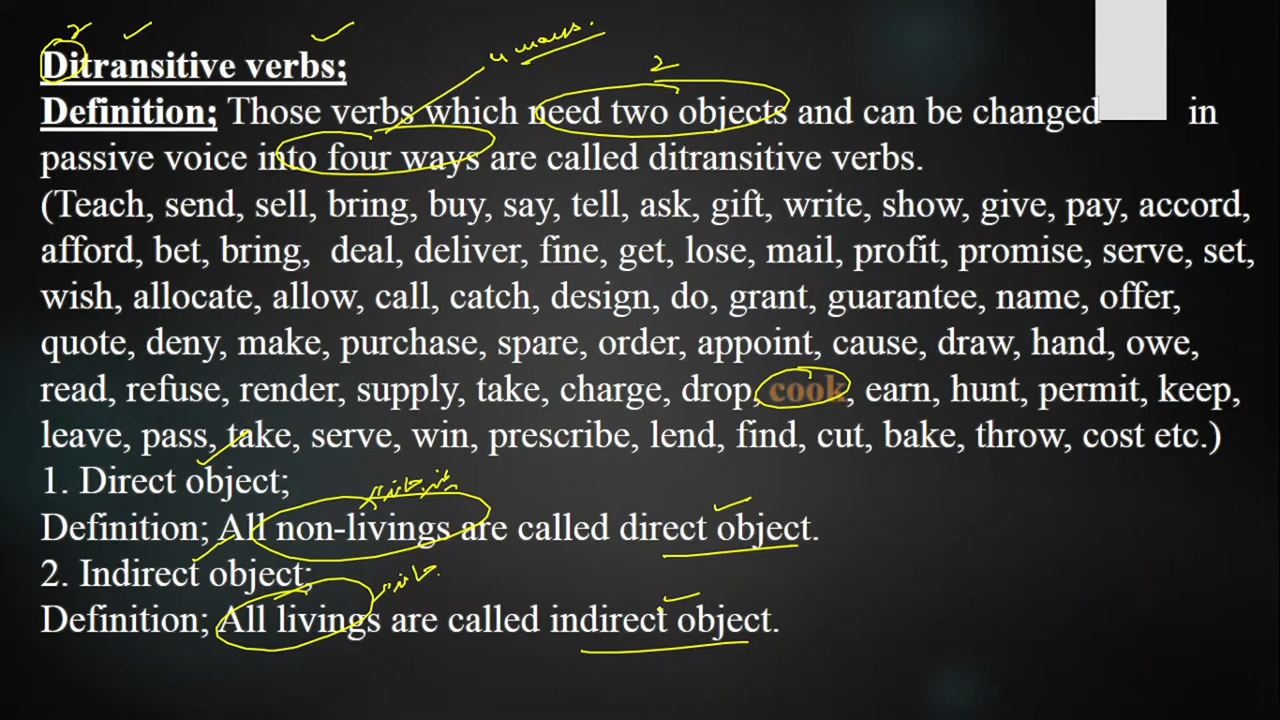 2
Ditransitive verbs;
4 ways.
2
Definition; Those verbs which need two objects and can be changed in
passive voice into four ways are called ditransitive verbs.
(Teach, send, sell, bring, buy, say, tell, ask, gift, write, show, give, pay, accord,
afford, bet, bring, deal, deliver, fine, get, lose, mail, profit, promise, serve, set,
wish, allocate, allow, call, catch, design, do, grant, guarantee, name, offer,
quote, deny, make, purchase, spare, order, appoint, cause, draw, hand, owe,
read, refuse, render, supply, take, charge, drop, cook, earn, hunt, permit, keep,
leave, pass, take, serve, win, prescribe, lend, find, cut, bake, throw, cost etc.)
1. Direct object;
Definition; All non-livings are called direct object.
2. Indirect object;
Definition; All livings are called indirect object.